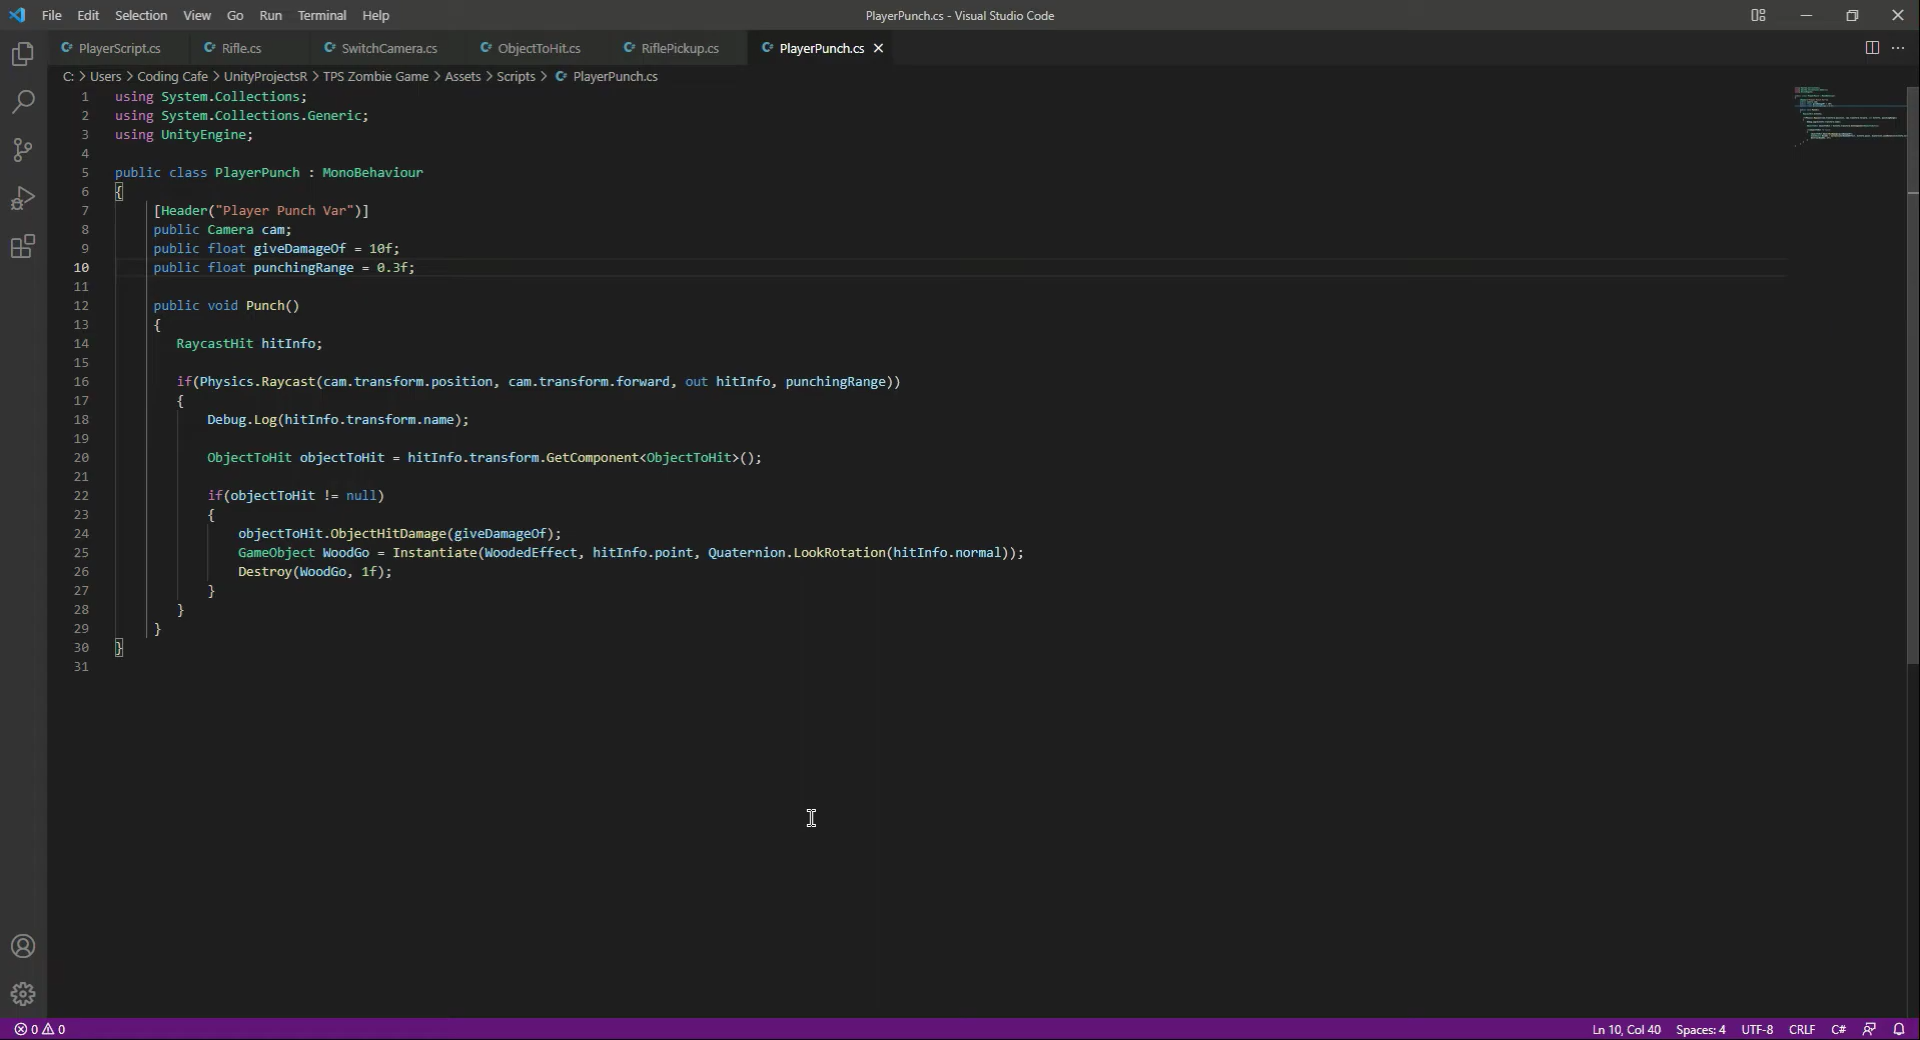 File Edit Selection View Go Run Terminal Help PlayerPunch.cs - Visual Studio Code
PlayerScript.cs Rifle.cs SwitchCamera.cs ObjectToHit.cs RiflePickup.cs PlayerPunch.cs
C: > Users > Coding Cafe > UnityProjectsR > TPS Zombie Game > Assets > Scripts > PlayerPunch.cs
1 using System.Collections;
2 using System.Collections.Generic;
3 using UnityEngine;
4
5 public class PlayerPunch : MonoBehaviour
6 {
7 [Header("Player Punch Var")]
8 public Camera cam;
9 public float giveDamageOf = 10f;
10 public float punchingRange = 0.3f;
11
12 public void Punch()
13 {
14 RaycastHit hitInfo;
15
16 if(Physics.Raycast(cam.transform.position, cam.transform.forward, out hitInfo, punchingRange))
17 {
18 Debug.Log(hitInfo.transform.name);
19
20 ObjectToHit objectToHit = hitInfo.transform.GetComponent<ObjectToHit>();
21
22 if(objectToHit != null)
23 {
24 objectToHit.ObjectHitDamage(giveDamageOf);
25 GameObject WoodGo = Instantiate(WoodedEffect, hitInfo.point, Quaternion.LookRotation(hitInfo.normal));
26 Destroy(WoodGo, 1f);
27 }
28 }
29 }
30 }
31
0 0 Ln 10, Col 40 Spaces: 4 UTF-8 CRLF C#